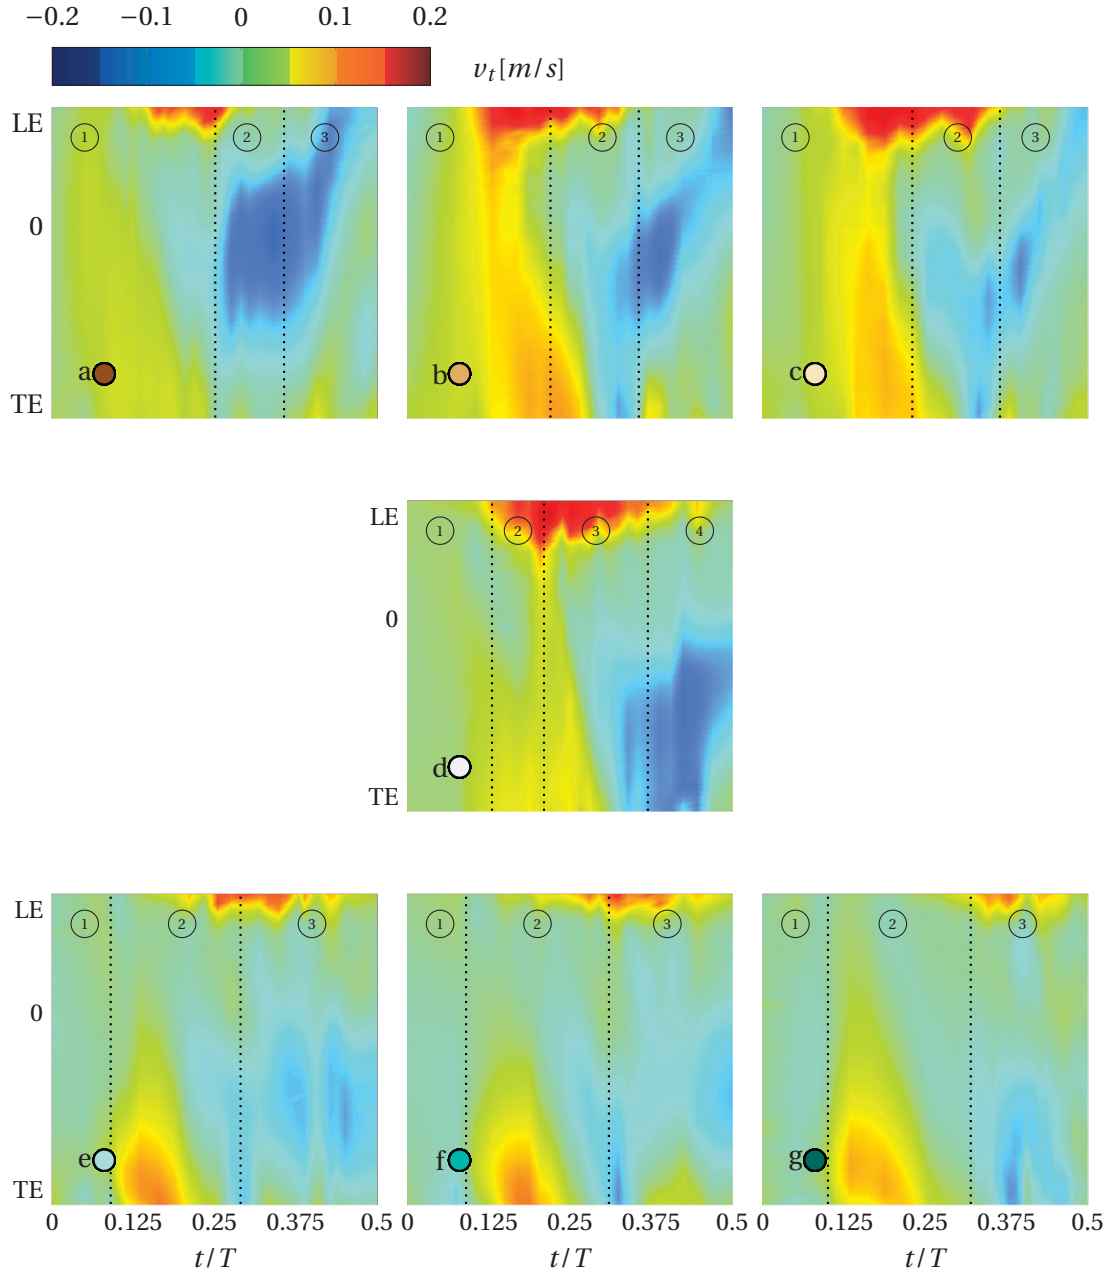 −0.2 −0.1 0 0.1 0.2
v_t [m/s]
LE ① ② ③ ① ② ③ ① ② ③
0
a b c
TE
LE ① ② ③ ④
0
d
TE
LE ① ② ③ ① ② ③ ① ② ③
0
e f g
TE
0 0.125 0.25 0.375 0.5 0 0.125 0.25 0.375 0.5 0 0.125 0.25 0.375 0.5
t/T t/T t/T